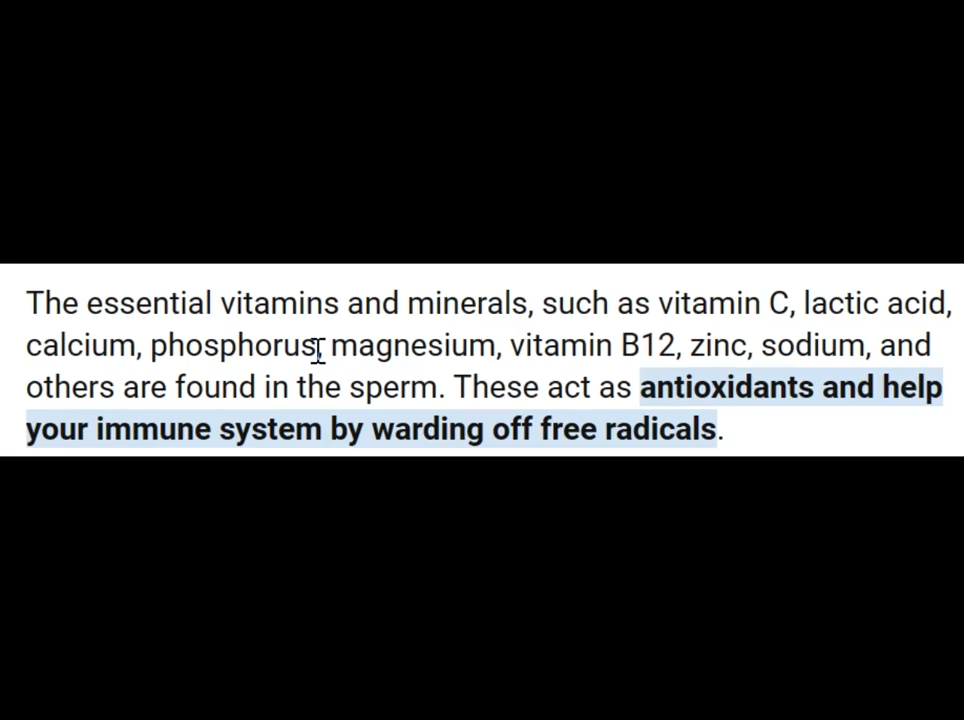 The essential vitamins and minerals, such as vitamin C, lactic acid,
calcium, phosphorus, magnesium, vitamin B12, zinc, sodium, and
others are found in the sperm. These act as antioxidants and help
your immune system by warding off free radicals.